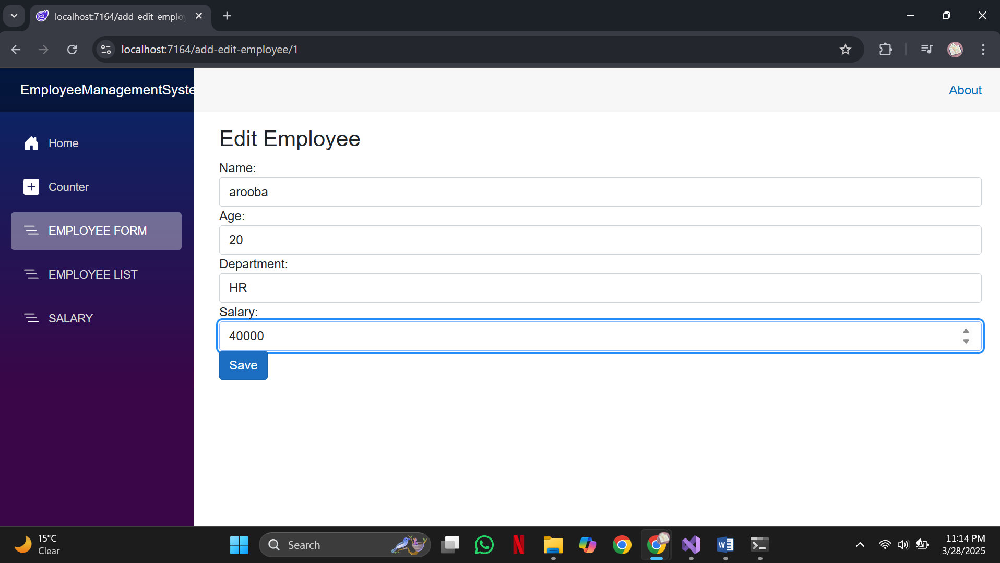 localhost:7164/add-edit-emplo
localhost:7164/add-edit-employee/1
EmployeeManagementSyste
About
Home
Counter
EMPLOYEE FORM
EMPLOYEE LIST
SALARY
Edit Employee
Name:
arooba
Age:
20
Department:
HR
Salary:
40000
Save
15°C
Clear
Search
11:14 PM
3/28/2025